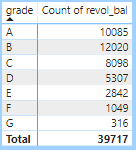 grade Count of revol_bal
A 10085
B 12020
C 8098
D 5307
E 2842
F 1049
G 316
Total 39717